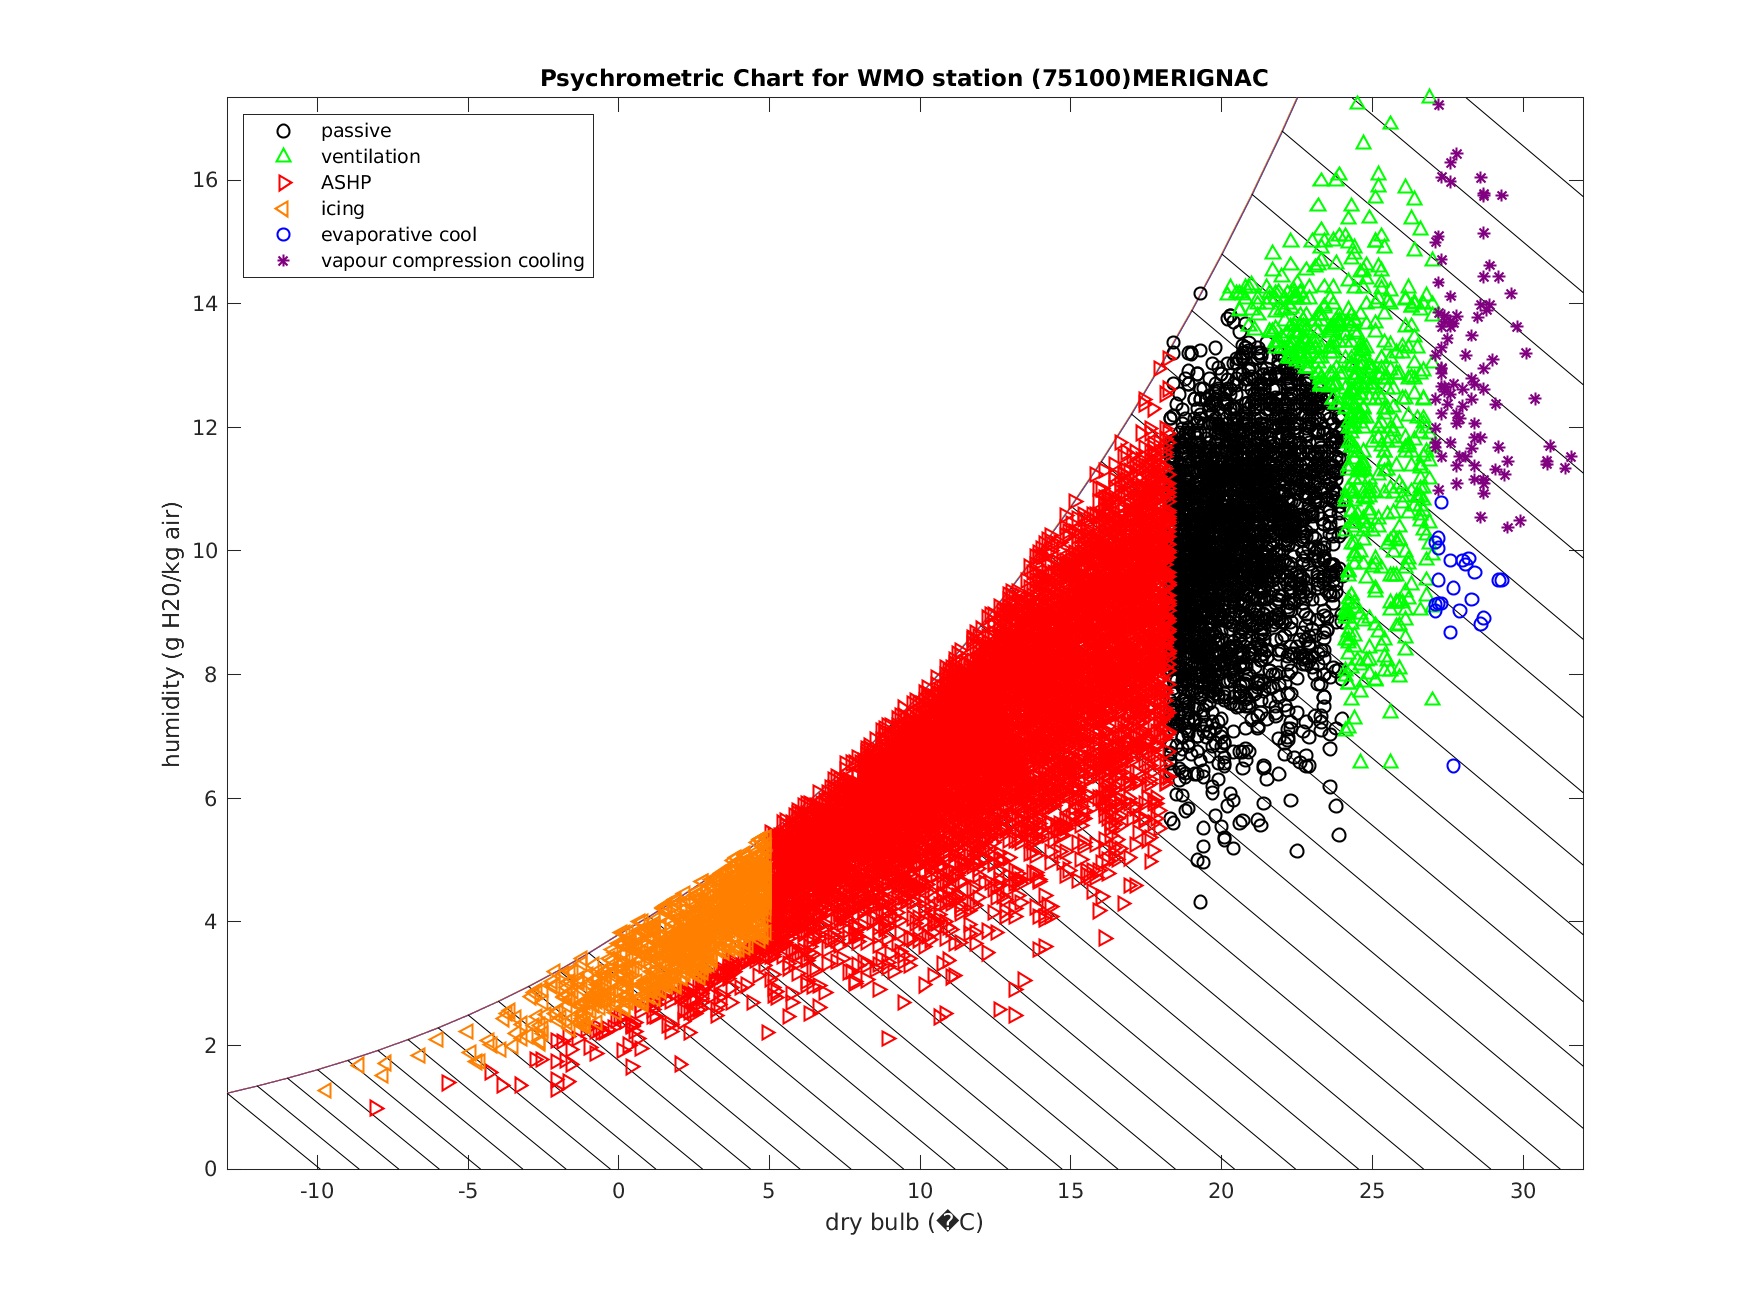 Psychrometric Chart for WMO station (75100)MERIGNAC
passive
ventilation
ASHP
icing
evaporative cool
vapour compression cooling
humidity (g H20/kg air)
16
14
12
10
8
6
4
2
0
-10 -5 0 5 10 15 20 25 30
dry bulb (�C)